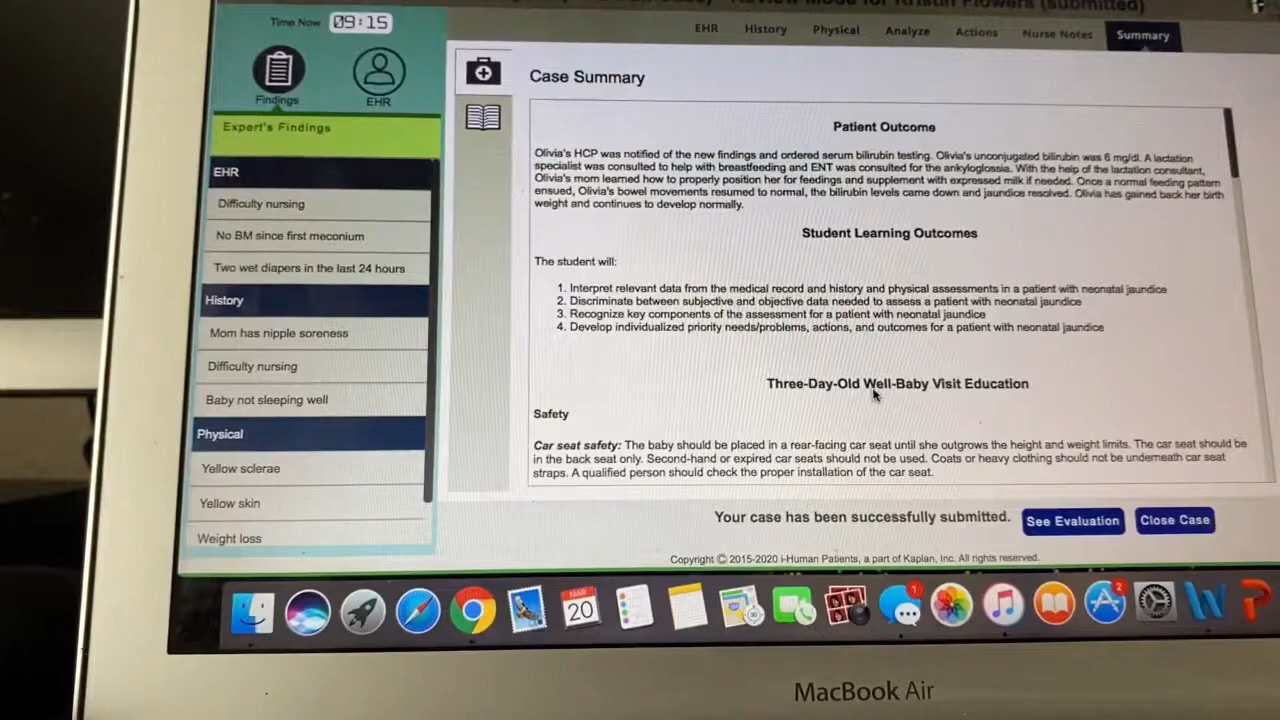 Time Now 09:15
Findings
EHR
Expert's Findings
EHR
Difficulty nursing
No BM since first meconium
Two wet diapers in the last 24 hours
History
Mom has nipple soreness
Difficulty nursing
Baby not sleeping well
Physical
Yellow sclerae
Yellow skin
Weight loss
(submitted)
EHR History Physical Analyze Actions Nurse Notes Summary
Case Summary
Patient Outcome
Olivia's HCP was notified of the new findings and ordered serum bilirubin testing. Olivia's unconjugated bilirubin was 6 mg/dl. A lactation
specialist was consulted to help with breastfeeding and ENT was consulted for the ankyloglossia. With the help of the lactation consultant,
Olivia's mom learned how to properly position her for feedings and supplement with expressed milk if needed. Once a normal feeding pattern
ensued, Olivia's bowel movements resumed to normal, the bilirubin levels came down and jaundice resolved. Olivia has gained back her birth
weight and continues to develop normally.
Student Learning Outcomes
The student will:
1. Interpret relevant data from the medical record and history and physical assessments in a patient with neonatal jaundice
2. Discriminate between subjective and objective data needed to assess a patient with neonatal jaundice
3. Recognize key components of the assessment for a patient with neonatal jaundice
4. Develop individualized priority needs/problems, actions, and outcomes for a patient with neonatal jaundice
Three-Day-Old Well-Baby Visit Education
Safety
Car seat safety: The baby should be placed in a rear-facing car seat until she outgrows the height and weight limits. The car seat should be
in the back seat only. Second-hand or expired car seats should not be used. Coats or heavy clothing should not be underneath car seat
straps. A qualified person should check the proper installation of the car seat.
Your case has been successfully submitted. See Evaluation Close Case
Copyright © 2015-2020 i-Human Patients, a part of Kaplan, Inc. All rights reserved.
MAR
20
1
2
MacBook Air